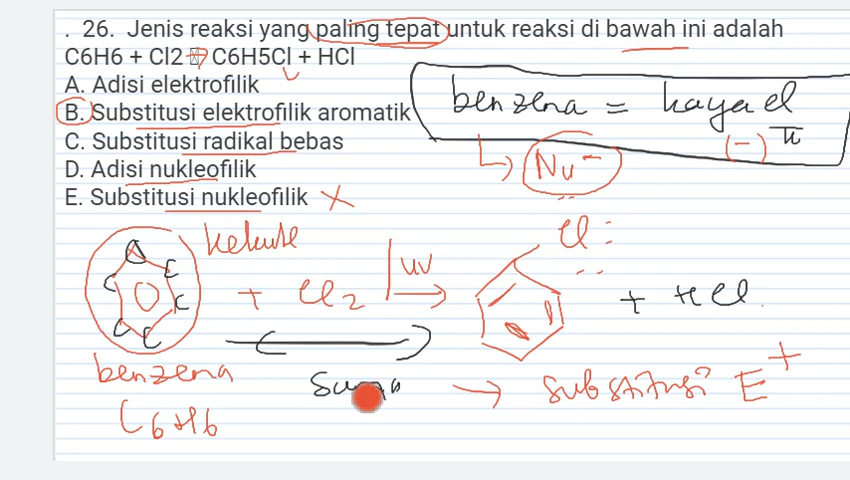 . 26. Jenis reaksi yang paling tepat untuk reaksi di bawah ini adalah
C6H6 + Cl2 C6H5Cl + HCl
A. Adisi elektrofilik
B. Substitusi elektrofilik aromatik
C. Substitusi radikal bebas
D. Adisi nukleofilik
E. Substitusi nukleofilik
benzena = kaya el π
(-)
Nu-
Kekule
+ Cl2 UV
Cl
+ HCl
benzena
C6H6
substitusi E+